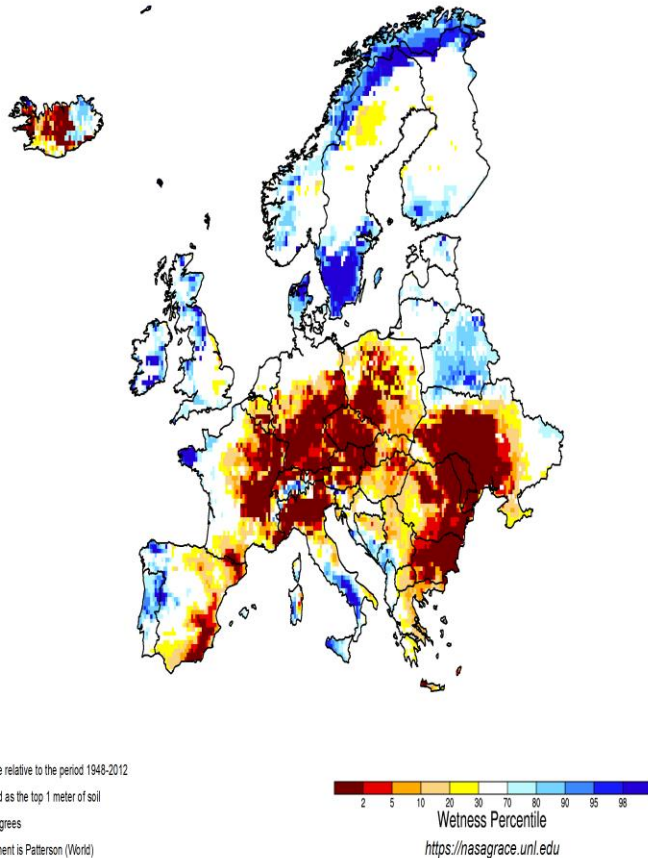 e relative to the period 1948-2012
d as the top 1 meter of soil
grees
nent is Patterson (World)
2 5 10 20 30 70 80 90 95 98
Wetness Percentile
https://nasagrace.unl.edu